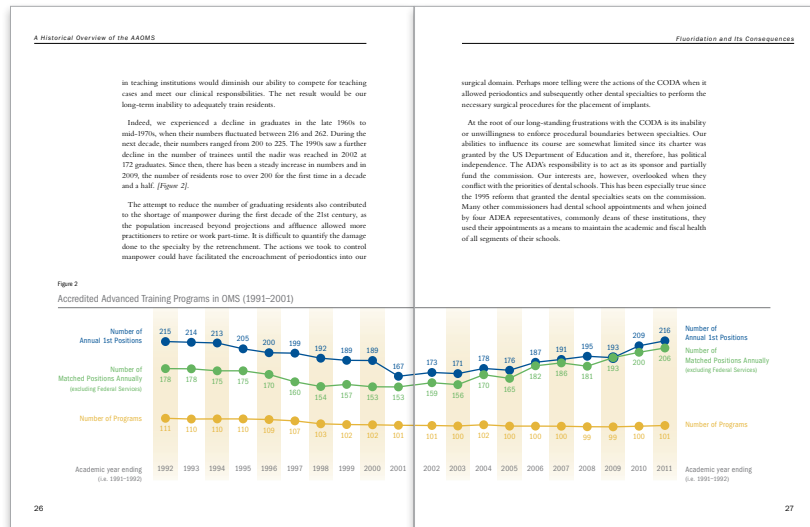 A Historical Overview of the AAOMS
in teaching institutions would diminish our ability to compete for teaching
cases and meet our clinical responsibilities. The net result would be our
long-term inability to adequately train residents.
Indeed, we experienced a decline in graduates in the late 1960s to
mid-1970s, when their numbers fluctuated between 216 and 262. During the
next decade, their numbers ranged from 200 to 225. The 1990s saw a further
decline in the number of trainees until the nadir was reached in 2002 at
172 graduates. Since then, there has been a steady increase in numbers and in
2009, the number of residents rose to over 200 for the first time in a decade
and a half. [Figure 2].
The attempt to reduce the number of graduating residents also contributed
to the shortage of manpower during the first decade of the 21st century, as
the population increased beyond projections and affluence allowed more
practitioners to retire or work part-time. It is difficult to quantify the damage
done to the specialty by the retrenchment. The actions we took to control
manpower could have facilitated the encroachment of periodontics into our
Fluoridation and Its Consequences
surgical domain. Perhaps more telling were the actions of the CODA when it
allowed periodontics and subsequently other dental specialties to perform the
necessary surgical procedures for the placement of implants.
At the root of our long-standing frustrations with the CODA is its inability
or unwillingness to enforce procedural boundaries between specialties. Our
abilities to influence its course are somewhat limited since its charter was
granted by the US Department of Education and it, therefore, has political
independence. The ADA's responsibility is to act as its sponsor and partially
fund the commission. Our interests are, however, overlooked when they
conflict with the priorities of dental schools. This has been especially true since
the 1995 reform that granted the dental specialties seats on the commission.
Many other commissioners had dental school appointments and when joined
by four ADEA representatives, commonly deans of these institutions, they
used their appointments as a means to maintain the academic and fiscal health
of all segments of their schools.
Figure 2
Accredited Advanced Training Programs in OMS (1991–2001)
Number of
Annual 1st Positions
215 214 213 205 200 199 192 189 189 167 173 171 178 176 187 191 195 193 209 216
Number of
Annual 1st Positions
Number of
Matched Positions Annually
(excluding Federal Services)
178 178 175 175 170 160 154 157 153 153 159 156 170 165 182 186 181 193 200 206
Number of
Matched Positions Annually
(excluding Federal Services)
Number of Programs
111 110 110 110 109 107 103 102 102 101 101 100 102 100 100 100 99 99 100 101
Number of Programs
Academic year ending
(i.e. 1991–1992)
1992 1993 1994 1995 1996 1997 1998 1999 2000 2001 2002 2003 2004 2005 2006 2007 2008 2009 2010 2011
Academic year ending
(i.e. 1991–1992)
26
27